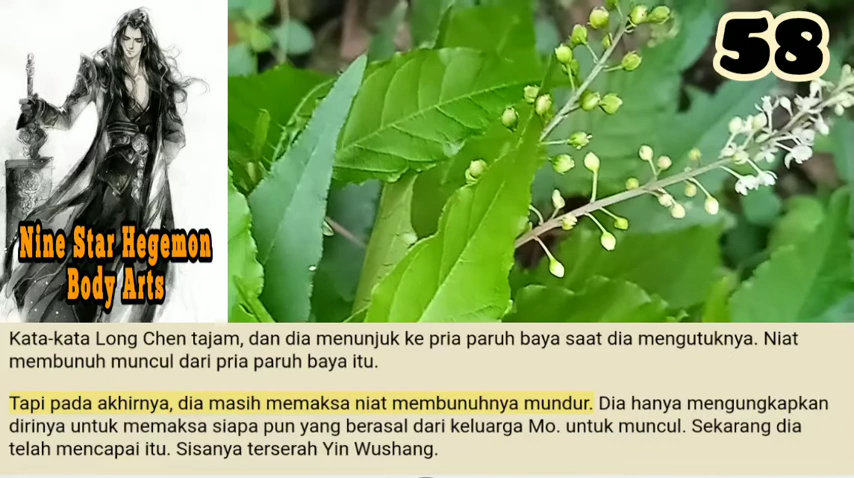 58
Nine Star Hegemon
Body Arts
Kata-kata Long Chen tajam, dan dia menunjuk ke pria paruh baya saat dia mengutuknya. Niat
membunuh muncul dari pria paruh baya itu.
Tapi pada akhirnya, dia masih memaksa niat membunuhnya mundur. Dia hanya mengungkapkan
dirinya untuk memaksa siapa pun yang berasal dari keluarga Mo. untuk muncul. Sekarang dia
telah mencapai itu. Sisanya terserah Yin Wushang.